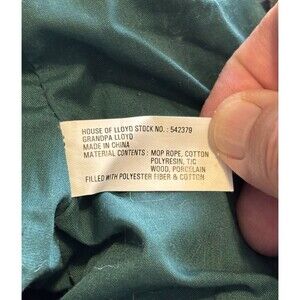 HOUSE OF LLOYD STOCK NO. : 542379
GRANDPA LLOYD
MADE IN CHINA
MATERIAL CONTENTS : MOP ROPE, COTTON
POLYRESIN, T/C
WOOD, PORCELAIN
FILLED WITH POLYESTER FIBER & COTTON